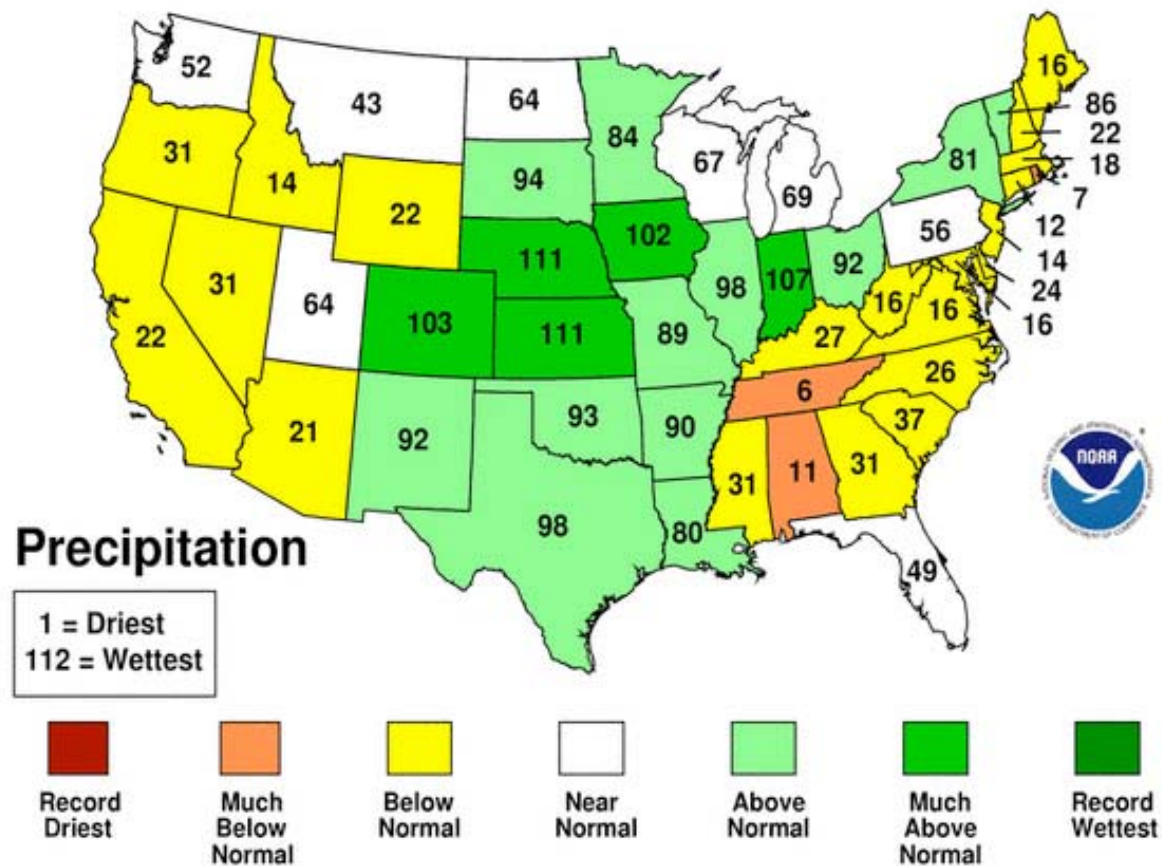 52
43
64
84
16
86
22
18
7
12
14
24
16
31
14
22
94
67
69
81
56
31
64
103
111
102
111
98
107
92
89
27
16
16
26
22
21
92
93
90
6
37
31
11
31
98
80
49
NOAA
Precipitation
1 = Driest
112 = Wettest
Record
Driest
Much
Below
Normal
Below
Normal
Near
Normal
Above
Normal
Much
Above
Normal
Record
Wettest